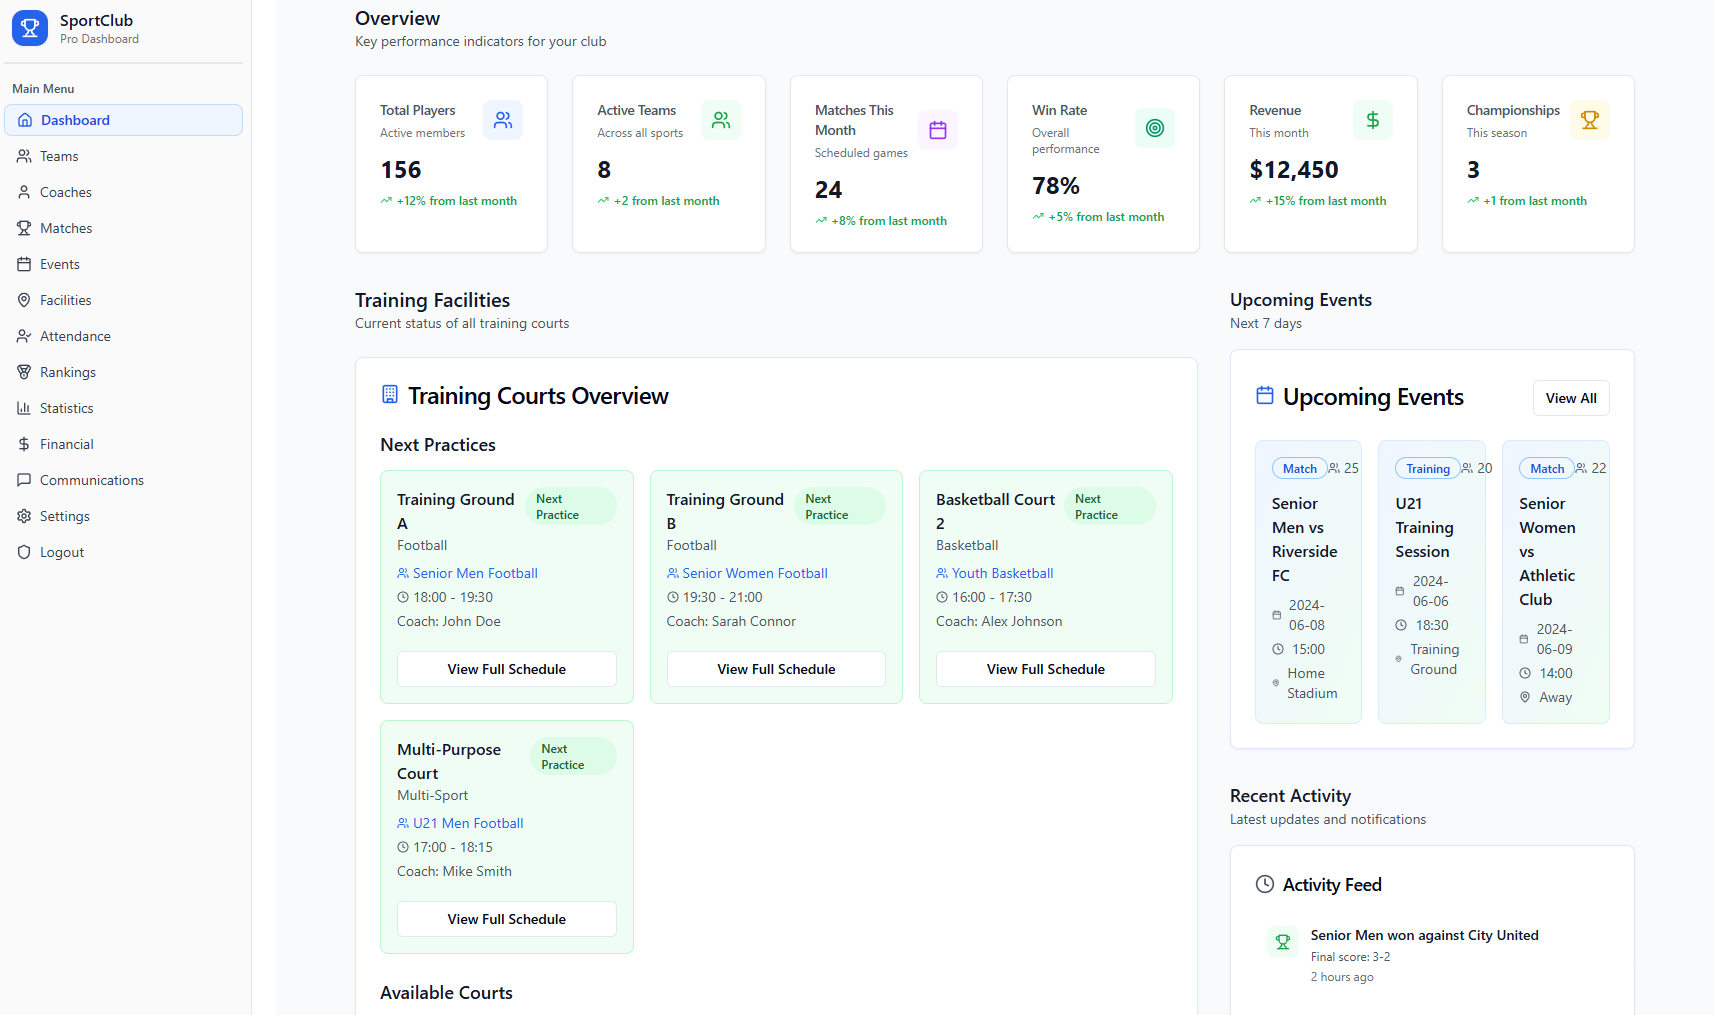 SportClub
Pro Dashboard
Main Menu
Dashboard
Teams
Coaches
Matches
Events
Facilities
Attendance
Rankings
Statistics
Financial
Communications
Settings
Logout
Overview
Key performance indicators for your club
Total Players
Active members
156
+12% from last month
Active Teams
Across all sports
8
+2 from last month
Matches This
Month
Scheduled games
24
+8% from last month
Win Rate
Overall
performance
78%
+5% from last month
Revenue
This month
$12,450
+15% from last month
Championships
This season
3
+1 from last month
Training Facilities
Current status of all training courts
Training Courts Overview
Next Practices
Training Ground
A
Next
Practice
Football
Senior Men Football
18:00 - 19:30
Coach: John Doe
View Full Schedule
Training Ground
B
Next
Practice
Football
Senior Women Football
19:30 - 21:00
Coach: Sarah Connor
View Full Schedule
Basketball Court
2
Next
Practice
Basketball
Youth Basketball
16:00 - 17:30
Coach: Alex Johnson
View Full Schedule
Multi-Purpose
Court
Next
Practice
Multi-Sport
U21 Men Football
17:00 - 18:15
Coach: Mike Smith
View Full Schedule
Available Courts
Upcoming Events
Next 7 days
Upcoming Events
View All
Match 25
Senior
Men vs
Riverside
FC
2024-
06-08
15:00
Home
Stadium
Training 20
U21
Training
Session
2024-
06-06
18:30
Training
Ground
Match 22
Senior
Women
vs
Athletic
Club
2024-
06-09
14:00
Away
Recent Activity
Latest updates and notifications
Activity Feed
Senior Men won against City United
Final score: 3-2
2 hours ago